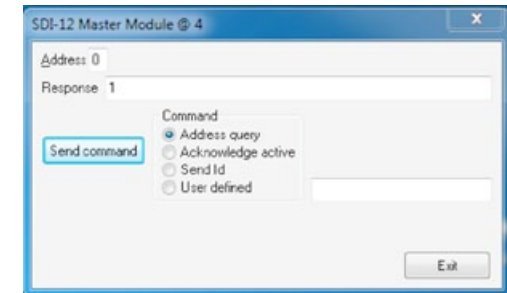 SDI-12 Master Module @ 4
Address 0
Response 1
Command
Address query
Send command
Acknowledge active
Send Id
User defined
Exit